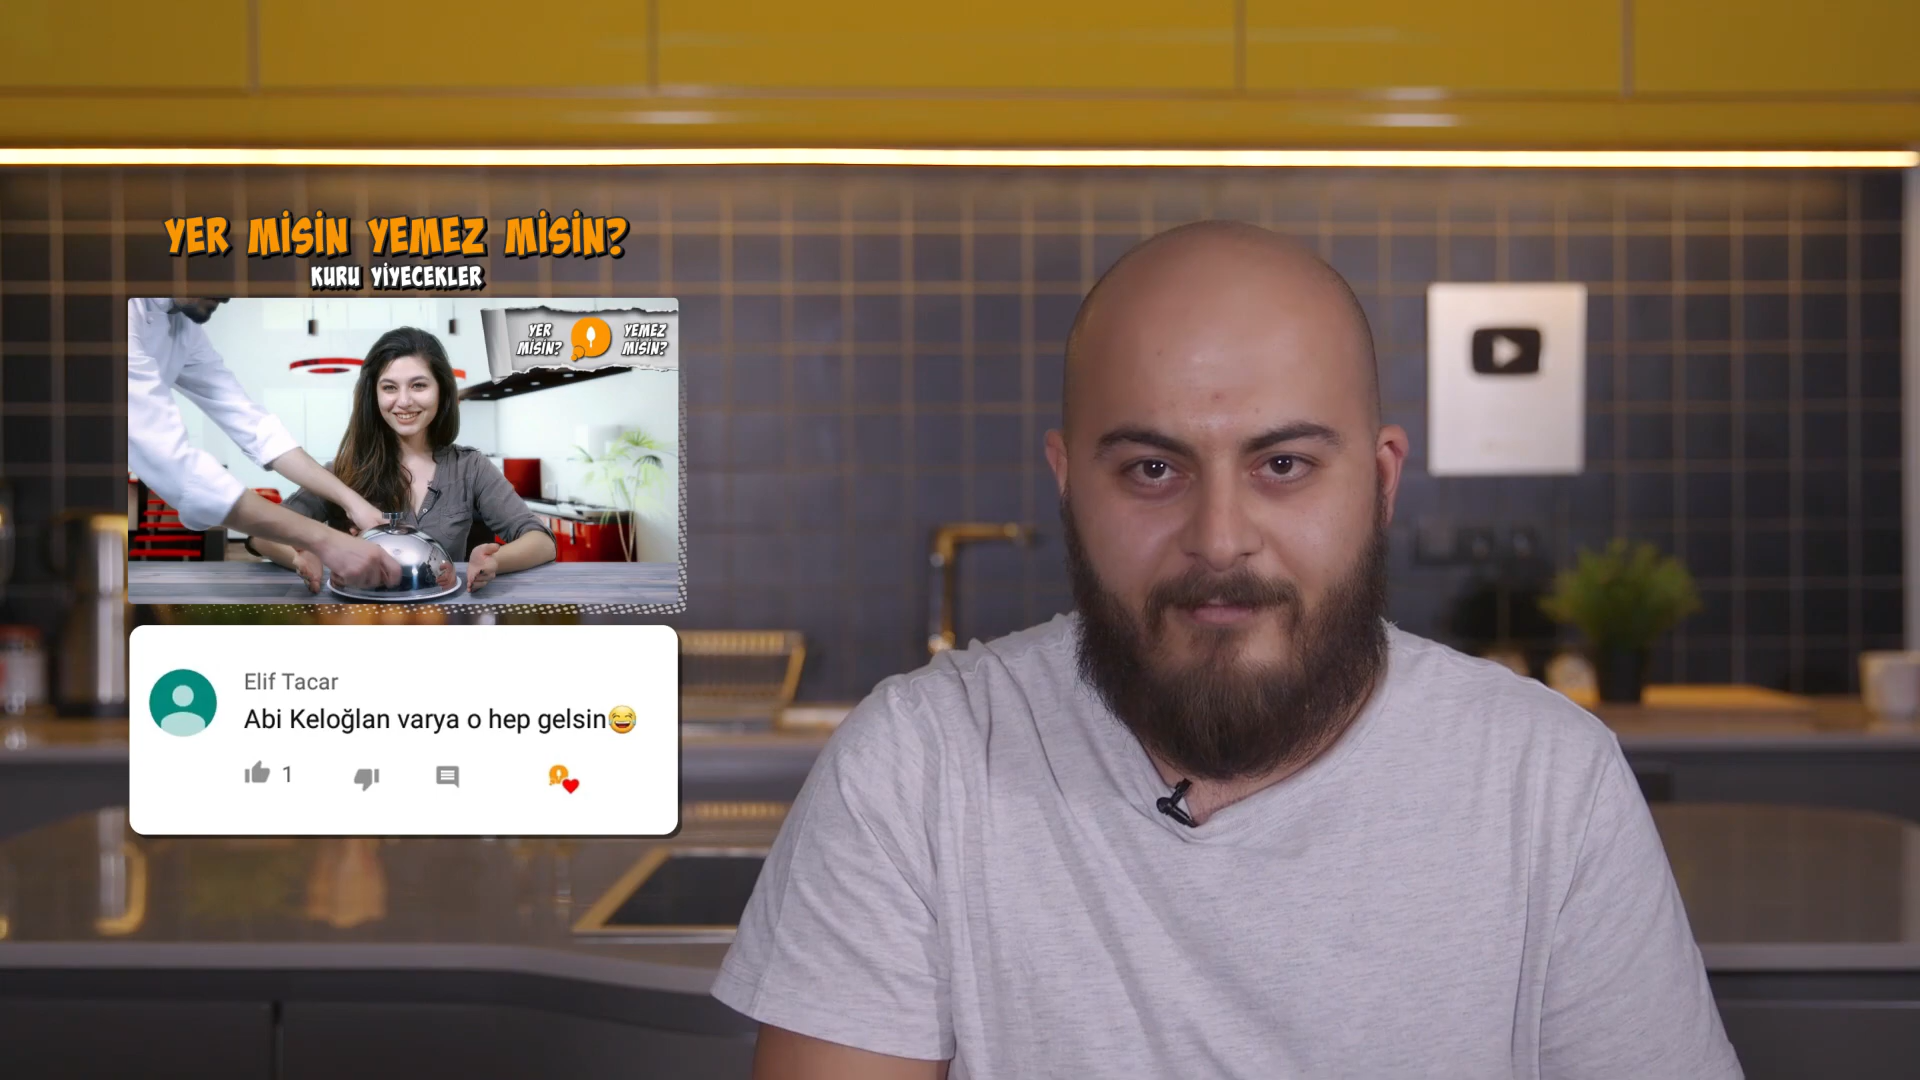 YER MİSİN YEMEZ MİSİN?
KURU YİYECEKLER
YER MİSİN?
YEMEZ MİSİN?
Elif Tacar
Abi Keloğlan varya o hep gelsin😂
1